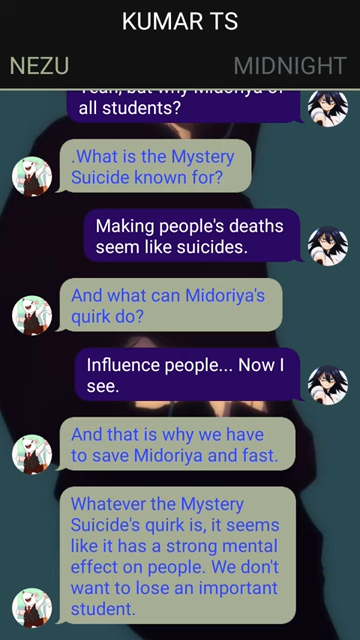 KUMAR TS
NEZU
MIDNIGHT
Yeah, but why Midoriya of
all students?
.What is the Mystery
Suicide known for?
Making people's deaths
seem like suicides.
And what can Midoriya's
quirk do?
Influence people... Now I
see.
And that is why we have
to save Midoriya and fast.
Whatever the Mystery
Suicide's quirk is, it seems
like it has a strong mental
effect on people. We don't
want to lose an important
student.